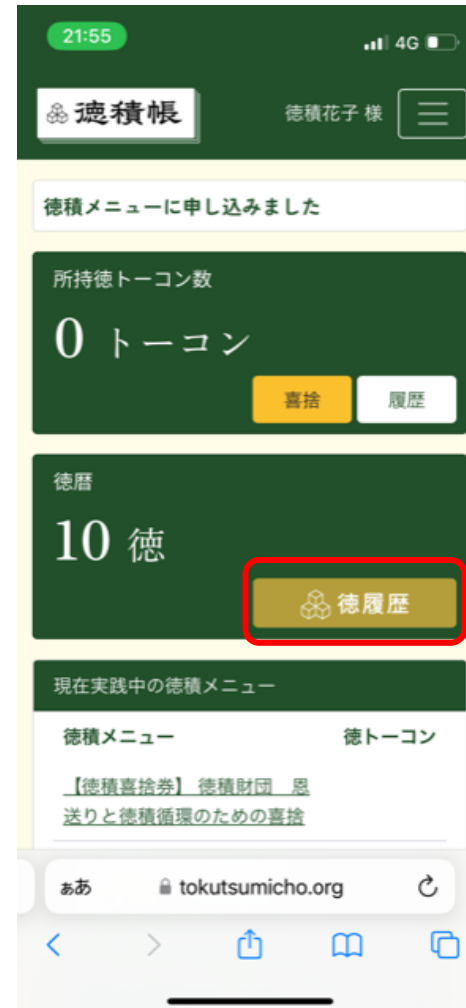 21:55
4G
徳積帳
徳積花子 様
徳積メニューに申し込みました
所持徳トーコン数
0 トーコン
喜捨
履歴
徳暦
10 徳
徳履歴
現在実践中の徳積メニュー
徳積メニュー 徳トーコン
【徳積喜捨券】 徳積財団 恩
送りと徳積循環のための喜捨
ぁあ
tokutsumicho.org